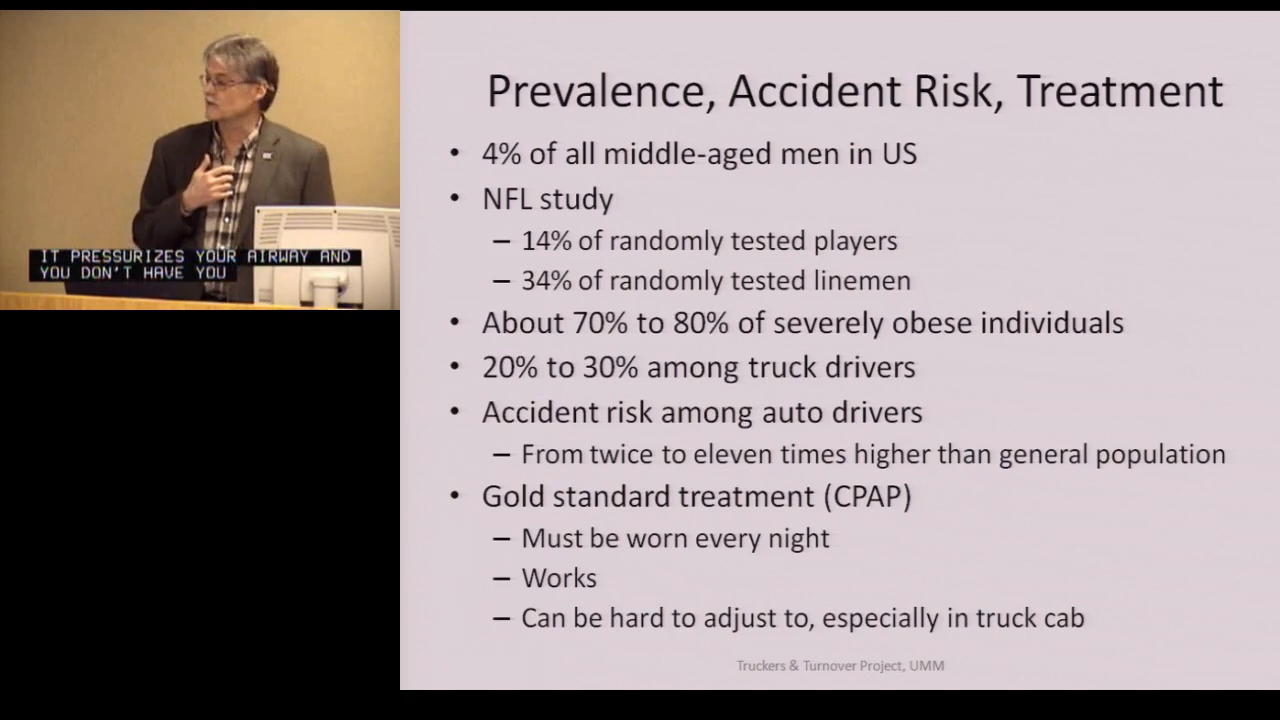 IT PRESSURIZES YOUR AIRWAY AND
YOU DON'T HAVE YOU
Prevalence, Accident Risk, Treatment
• 4% of all middle-aged men in US
• NFL study
– 14% of randomly tested players
– 34% of randomly tested linemen
• About 70% to 80% of severely obese individuals
• 20% to 30% among truck drivers
• Accident risk among auto drivers
– From twice to eleven times higher than general population
• Gold standard treatment (CPAP)
– Must be worn every night
– Works
– Can be hard to adjust to, especially in truck cab
Truckers & Turnover Project, UMM